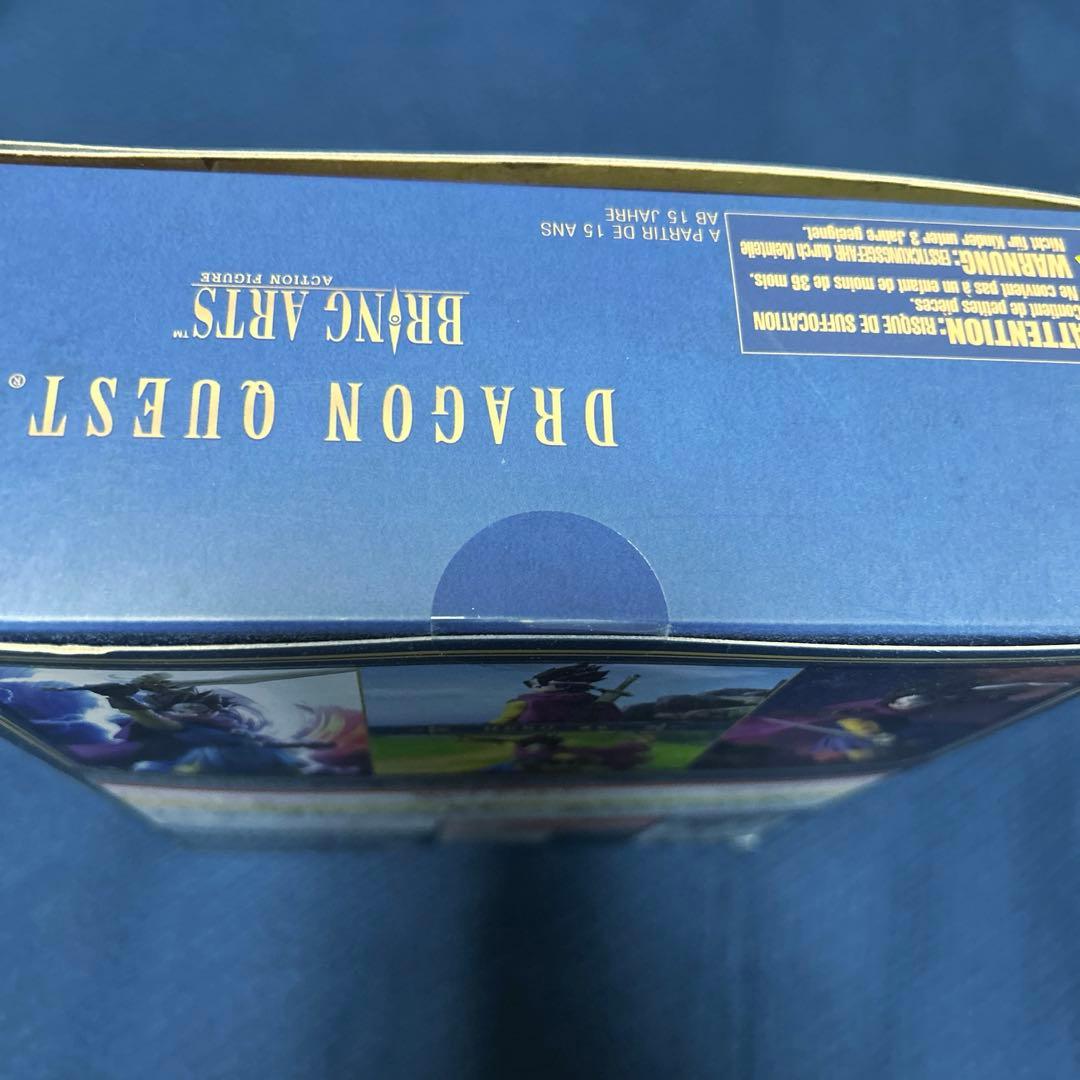 ATTENTION: RISQUE DE SUFFOCATION
Contient de petites pièces.
Ne convient pas à un enfant de moins de 36 mois.
WARNUNG: ERSTICKUNGSGEFAHR durch Kleinteile
Nicht für Kinder unter 3 Jahre geeignet.
À PARTIR DE 15 ANS
AB 15 JAHRE
DRAGON QUEST®
BRING ARTS™
ACTION FIGURE